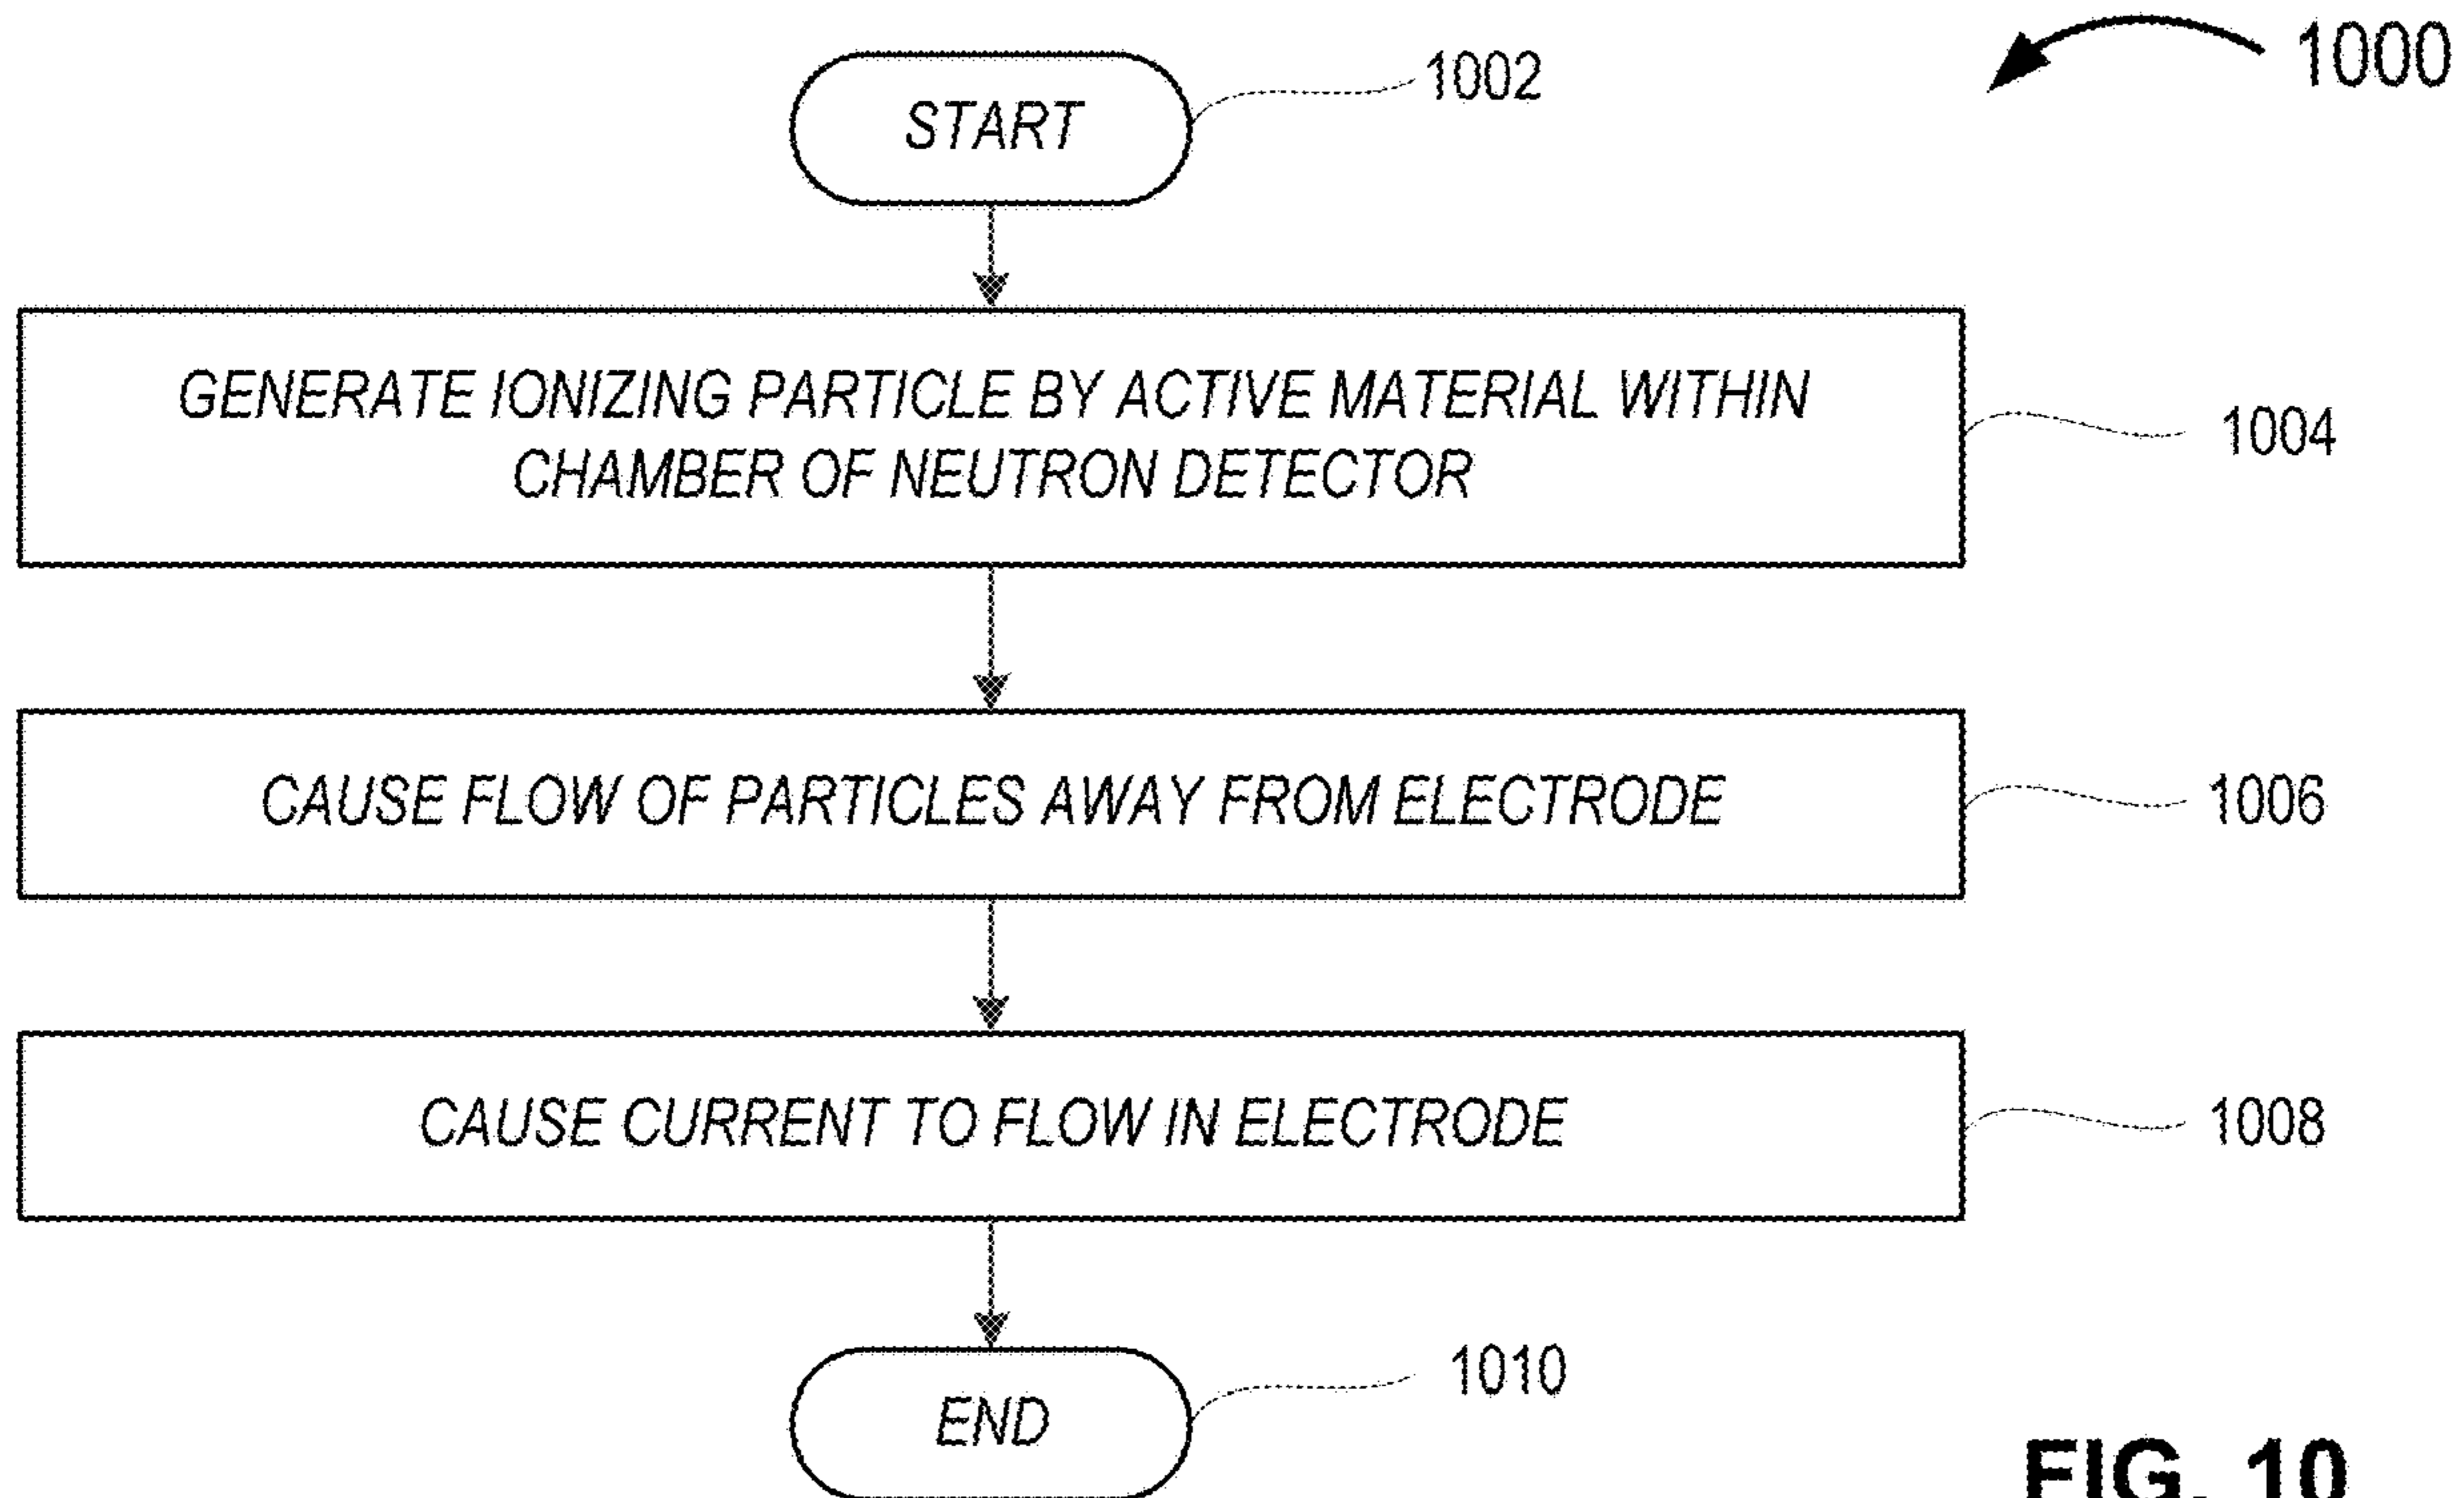 1000
START
1002
GENERATE IONIZING PARTICLE BY ACTIVE MATERIAL WITHIN
CHAMBER OF NEUTRON DETECTOR
1004
CAUSE FLOW OF PARTICLES AWAY FROM ELECTRODE
1006
CAUSE CURRENT TO FLOW IN ELECTRODE
1008
END
1010
FIG. 10